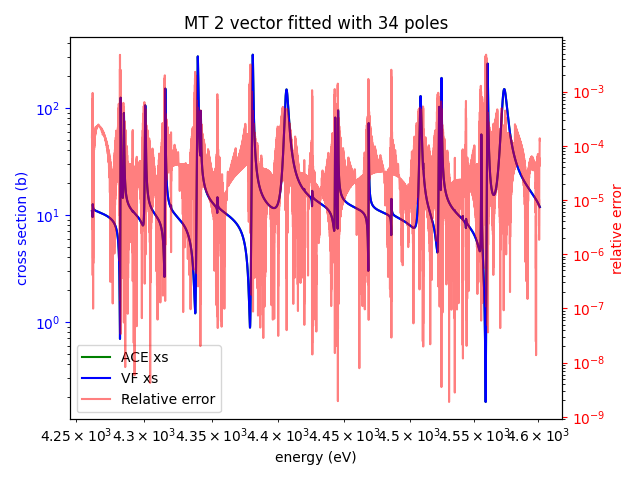 MT 2 vector fitted with 34 poles
10²
10¹
10⁰
cross section (b)
10⁻³
10⁻⁴
10⁻⁵
10⁻⁶
10⁻⁷
10⁻⁸
10⁻⁹
relative error
ACE xs
VF xs
Relative error
4.25 × 10³ 4.3 × 10³ 4.35 × 10³ 4.4 × 10³ 4.45 × 10³ 4.5 × 10³ 4.55 × 10³ 4.6 × 10³
energy (eV)